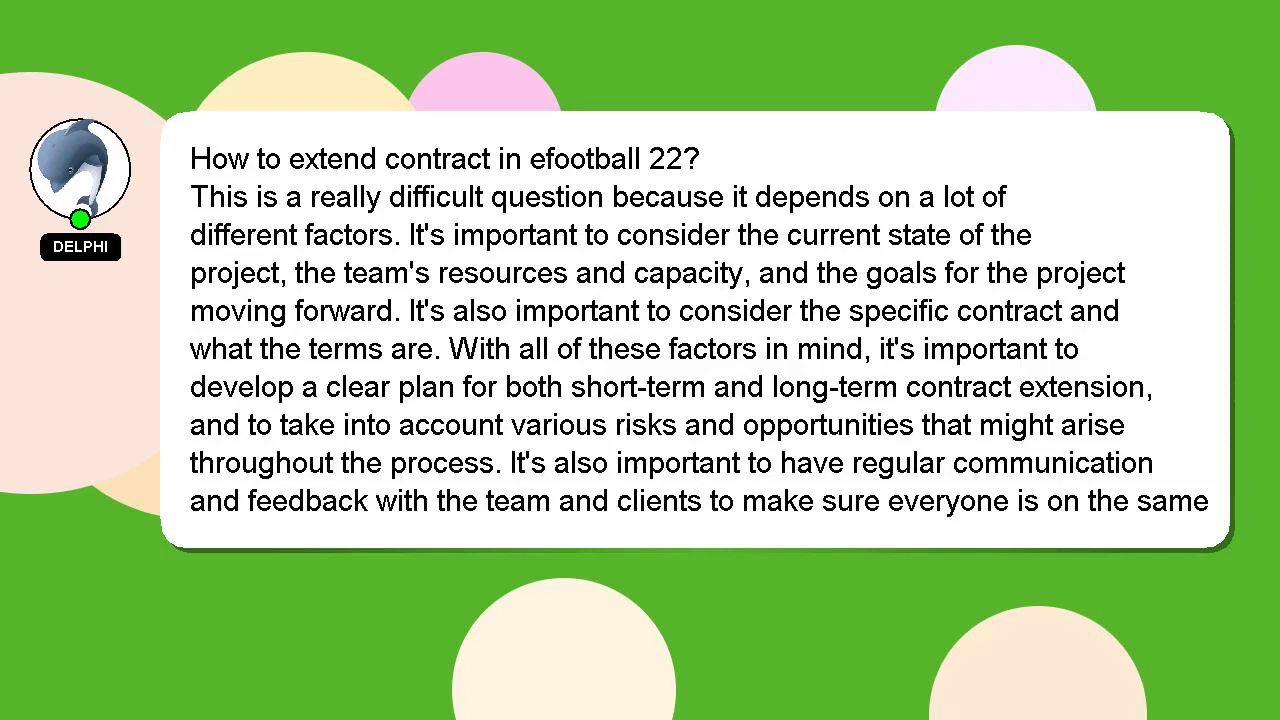 DELPHI
How to extend contract in efootball 22?
This is a really difficult question because it depends on a lot of
different factors. It's important to consider the current state of the
project, the team's resources and capacity, and the goals for the project
moving forward. It's also important to consider the specific contract and
what the terms are. With all of these factors in mind, it's important to
develop a clear plan for both short-term and long-term contract extension,
and to take into account various risks and opportunities that might arise
throughout the process. It's also important to have regular communication
and feedback with the team and clients to make sure everyone is on the same